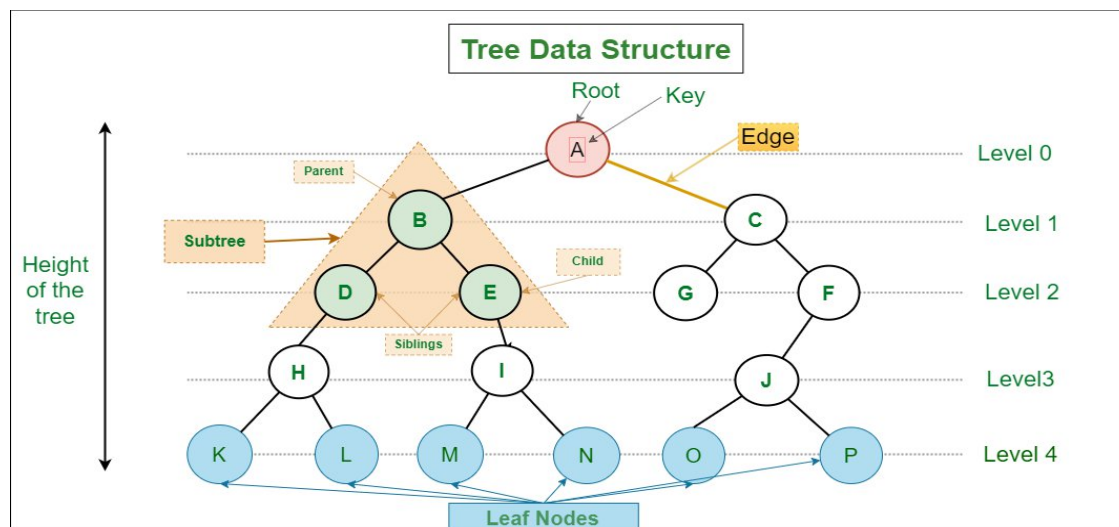 Tree Data Structure
Root
Key
A
Edge
Level 0
Parent
B
C
Level 1
Subtree
Height
of the
tree
Child
D
E
G
F
Level 2
Siblings
H
I
J
Level3
K
L
M
N
O
P
Level 4
Leaf Nodes